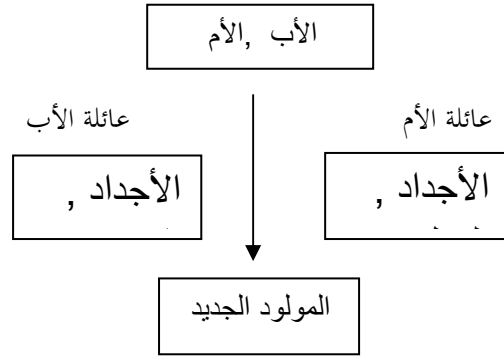 الأب ,الأم
عائلة الأم
عائلة الأب
الأجداد ,
الأجداد ,
المولود الجديد